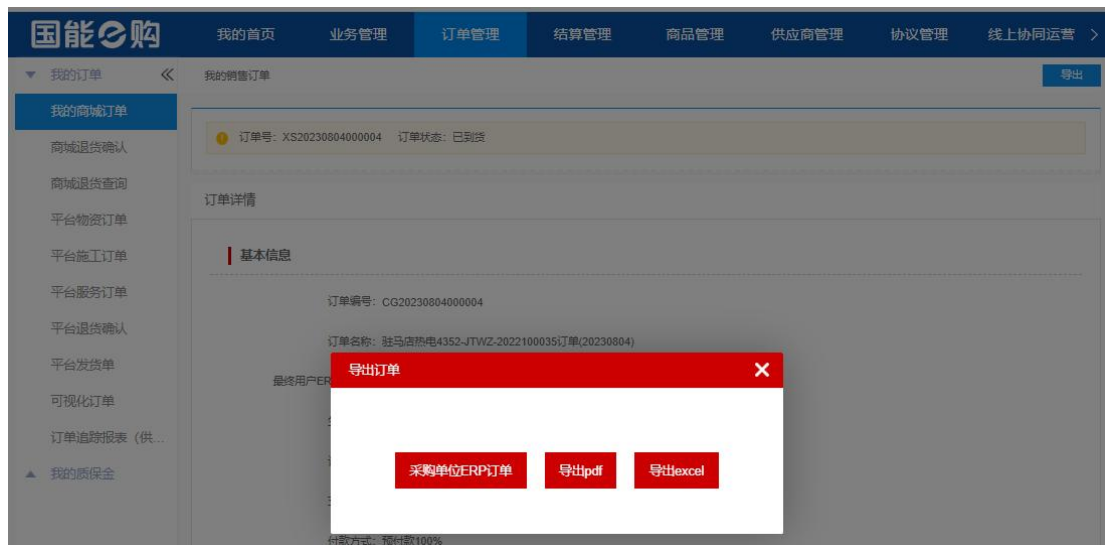 国能e购
我的首页 业务管理 订单管理 结算管理 商品管理 供应商管理 协议管理 线上协同运营 >
我的订单
我的销售订单 导出
我的商城订单
订单号：XS20230804000004 订单状态：已到货
商城退货确认
商城退货查询
订单详情
平台物资订单
平台施工订单
基本信息
平台服务订单
订单编号：CG20230804000004
平台退货确认
订单名称：驻马店热电4352-JTWZ-2022100035订单(20230804)
平台发货单
导出订单
最终用户ER
可视化订单
订单追踪报表（供...
我的质保金
采购单位ERP订单 导出pdf 导出excel
付款方式：预付款100%